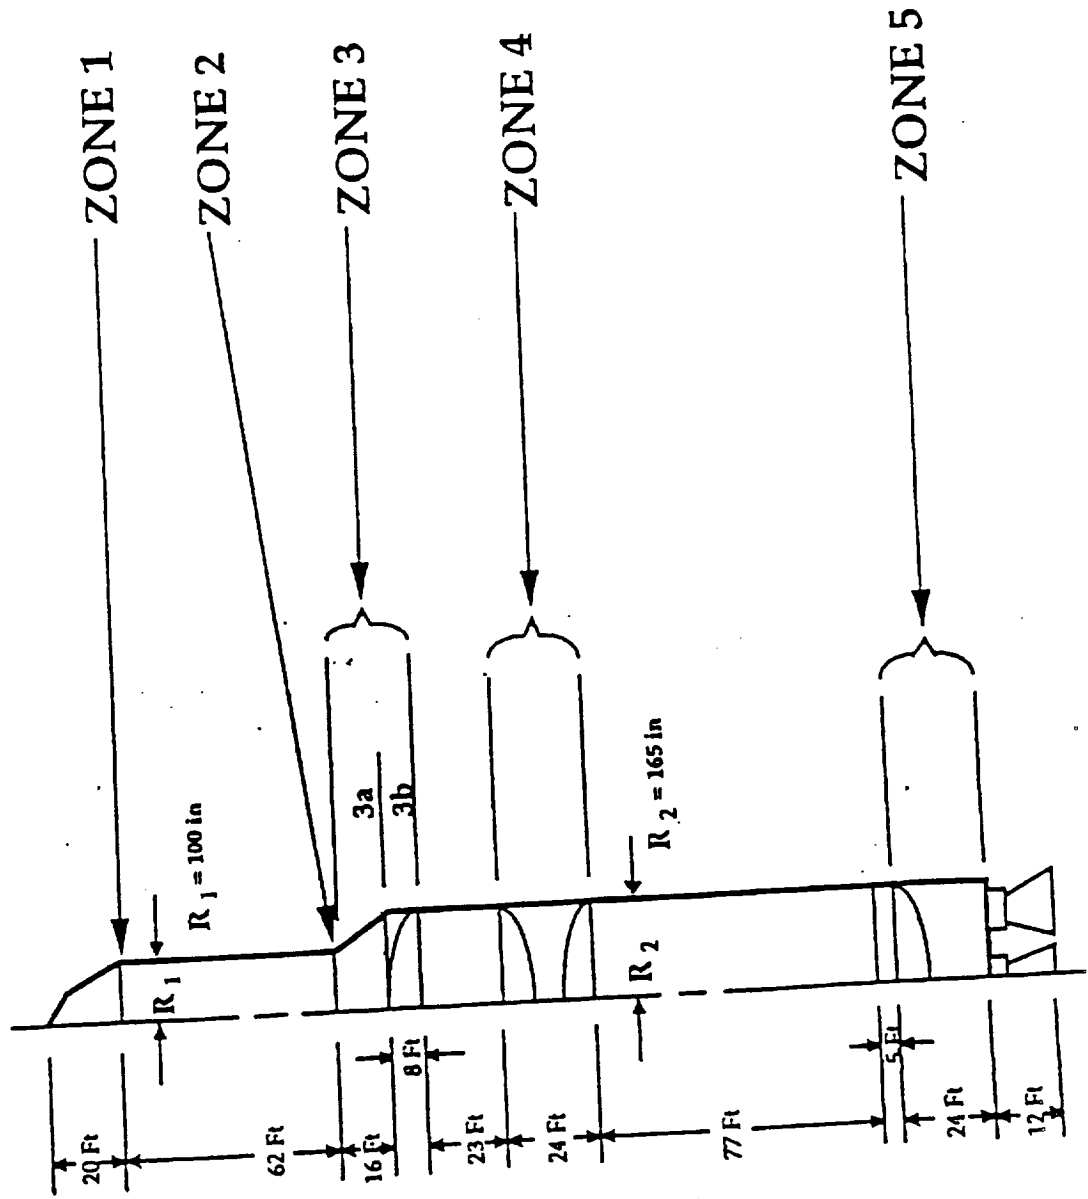 ZONE 1
ZONE 2
ZONE 3
ZONE 4
ZONE 5
R1 = 100 in
3a
3b
R2 = 165 in
R1
R2
20 Ft
62 Ft
16 Ft
8 Ft
23 Ft
24 Ft
77 Ft
5 Ft
24 Ft
12 Ft